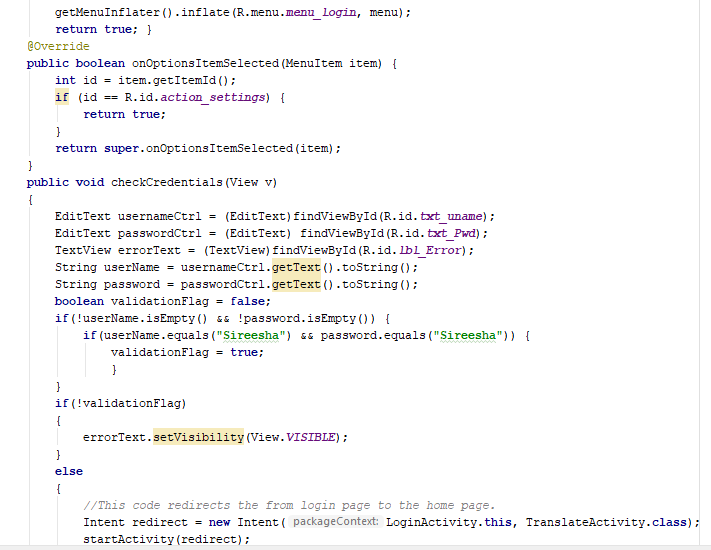 getMenuInflater().inflate(R.menu.menu_login, menu);
return true; }
@Override
public boolean onOptionsItemSelected(MenuItem item) {
int id = item.getItemId();
if (id == R.id.action_settings) {
return true;
}
return super.onOptionsItemSelected(item);
}
public void checkCredentials(View v)
{
EditText usernameCtrl = (EditText)findViewById(R.id.txt_uname);
EditText passwordCtrl = (EditText) findViewById(R.id.txt_Pwd);
TextView errorText = (TextView)findViewById(R.id.lbl_Error);
String userName = usernameCtrl.getText().toString();
String password = passwordCtrl.getText().toString();
boolean validationFlag = false;
if(!userName.isEmpty() && !password.isEmpty()) {
if(userName.equals("Sireesha") && password.equals("Sireesha")) {
validationFlag = true;
}
}
if(!validationFlag)
{
errorText.setVisibility(View.VISIBLE);
}
else
{
//This code redirects the from login page to the home page.
Intent redirect = new Intent( packageContext: LoginActivity.this, TranslateActivity.class);
startActivity(redirect);